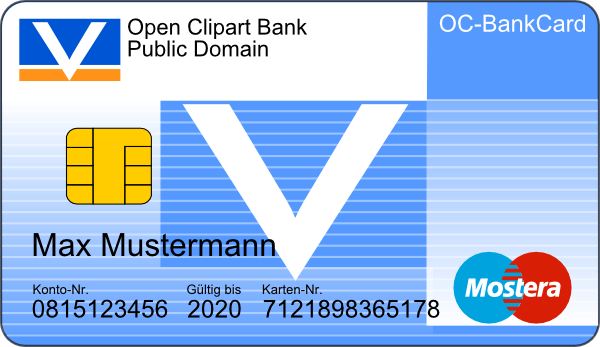 Open Clipart Bank
Public Domain
OC-BankCard
Max Mustermann
Konto-Nr. Gültig bis Karten-Nr.
0815123456 2020 7121898365178
Mostera